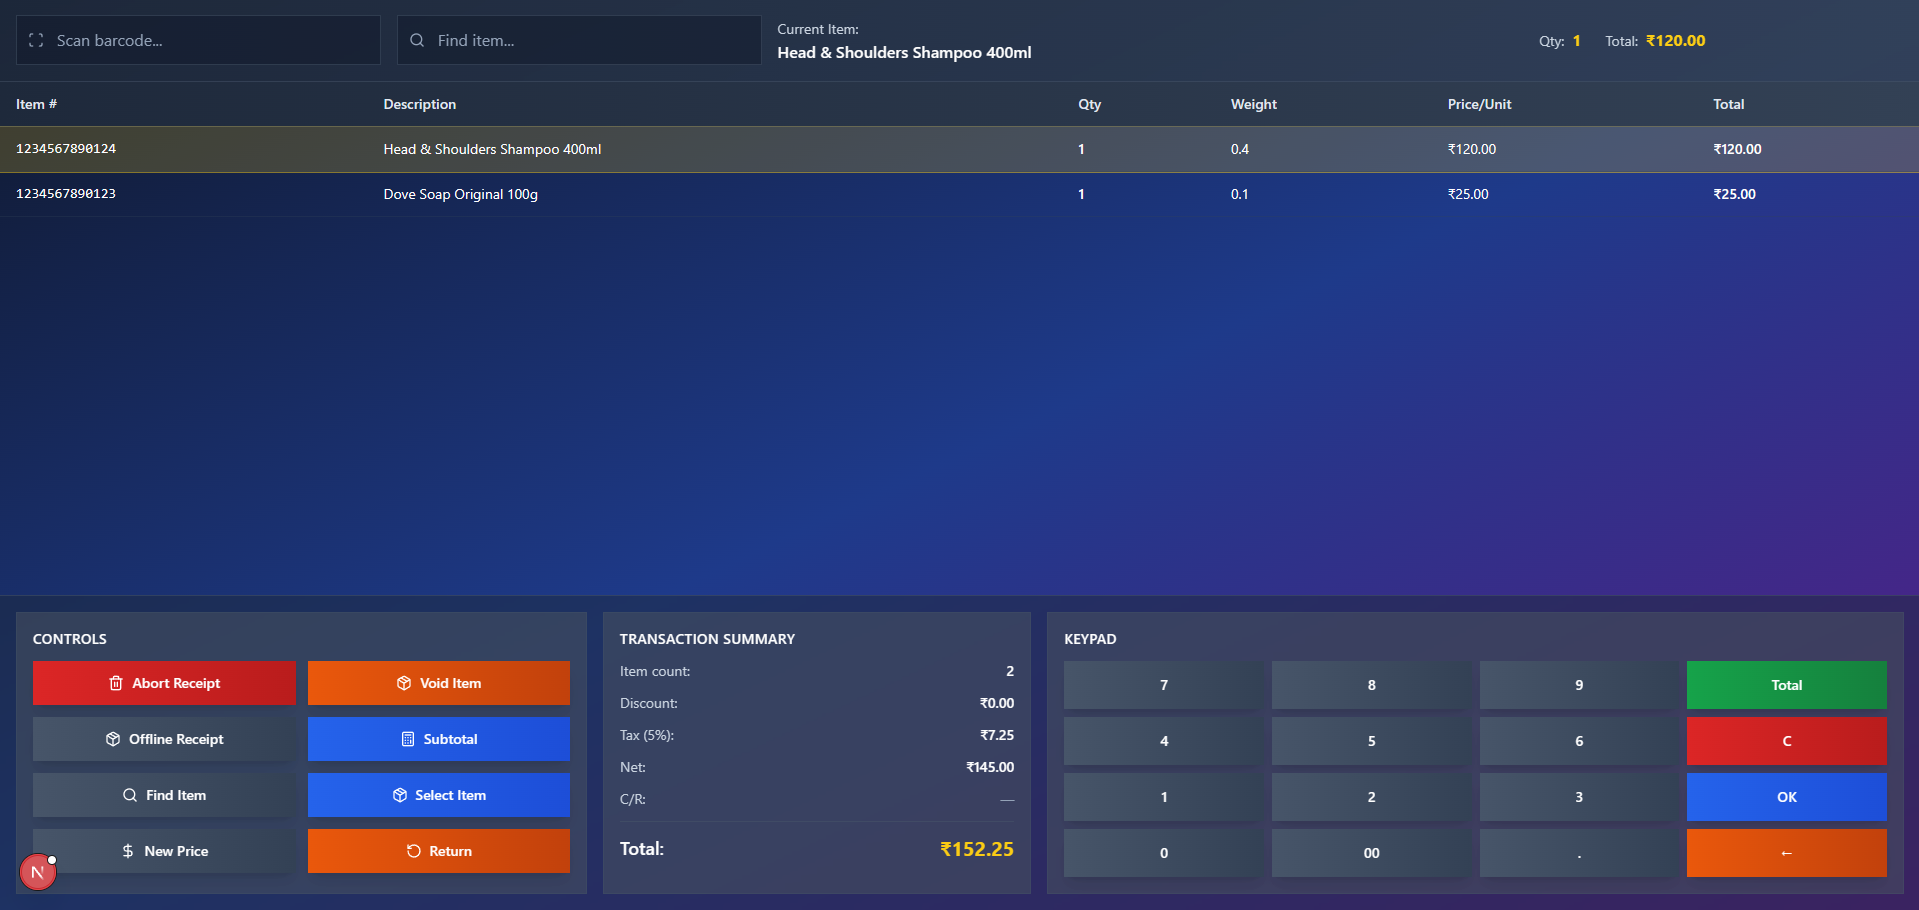 Scan barcode...
Find item...
Current Item:
Head & Shoulders Shampoo 400ml
Qty: 1 Total: ₹120.00
Item # Description Qty Weight Price/Unit Total
1234567890124 Head & Shoulders Shampoo 400ml 1 0.4 ₹120.00 ₹120.00
1234567890123 Dove Soap Original 100g 1 0.1 ₹25.00 ₹25.00
CONTROLS
Abort Receipt Void Item
Offline Receipt Subtotal
Find Item Select Item
New Price Return
N
TRANSACTION SUMMARY
Item count: 2
Discount: ₹0.00
Tax (5%): ₹7.25
Net: ₹145.00
C/R: —
Total: ₹152.25
KEYPAD
7 8 9 Total
4 5 6 C
1 2 3 OK
0 00 . ←